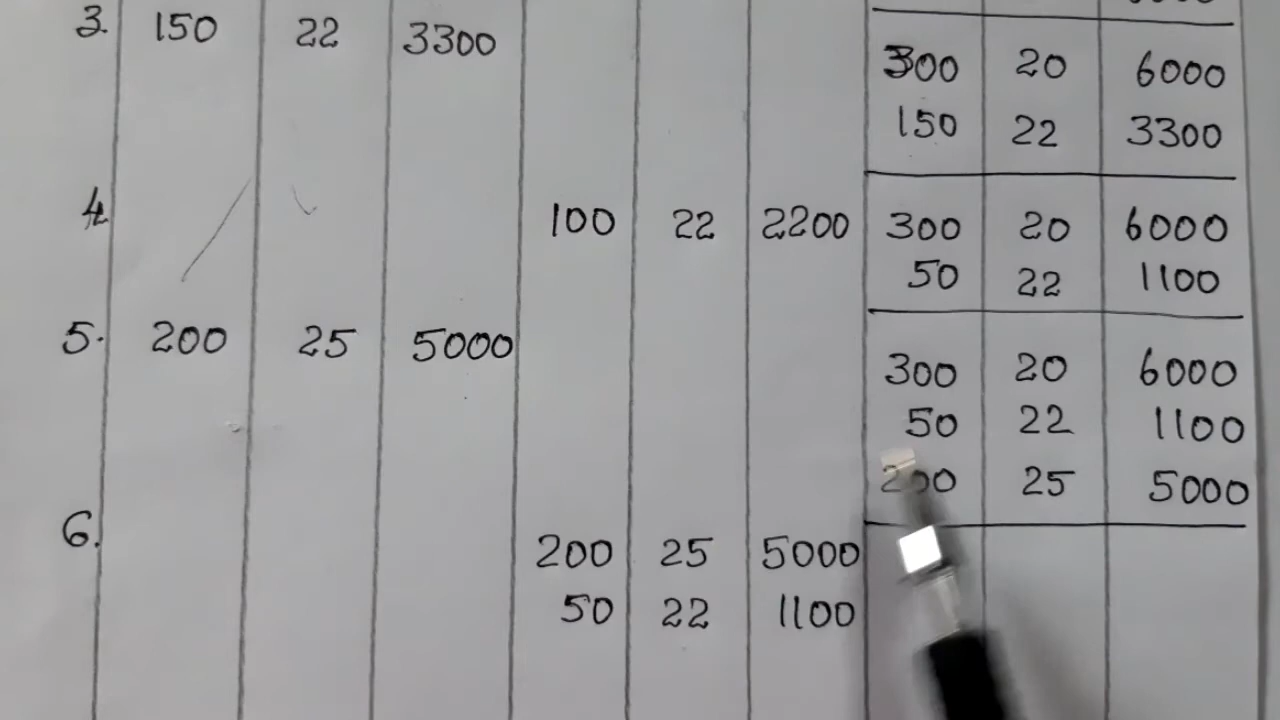 3. 150 22 3300
300 20 6000
150 22 3300
4. 100 22 2200 300 20 6000
50 22 1100
5. 200 25 5000
300 20 6000
50 22 1100
200 25 5000
6.
200 25 5000
50 22 1100